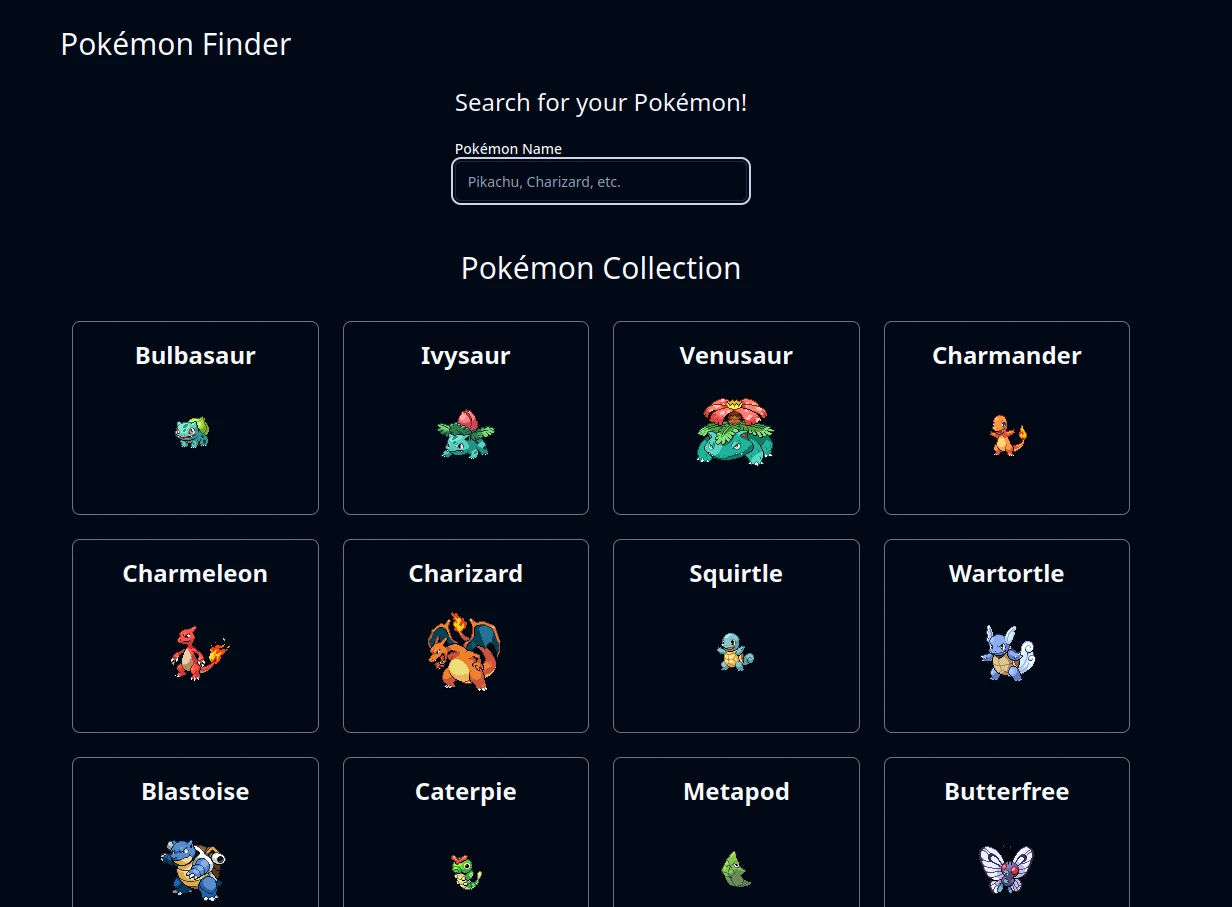 Pokémon Finder
Search for your Pokémon!
Pokémon Name
Pikachu, Charizard, etc.
Pokémon Collection
Bulbasaur
Ivysaur
Venusaur
Charmander
Charmeleon
Charizard
Squirtle
Wartortle
Blastoise
Caterpie
Metapod
Butterfree